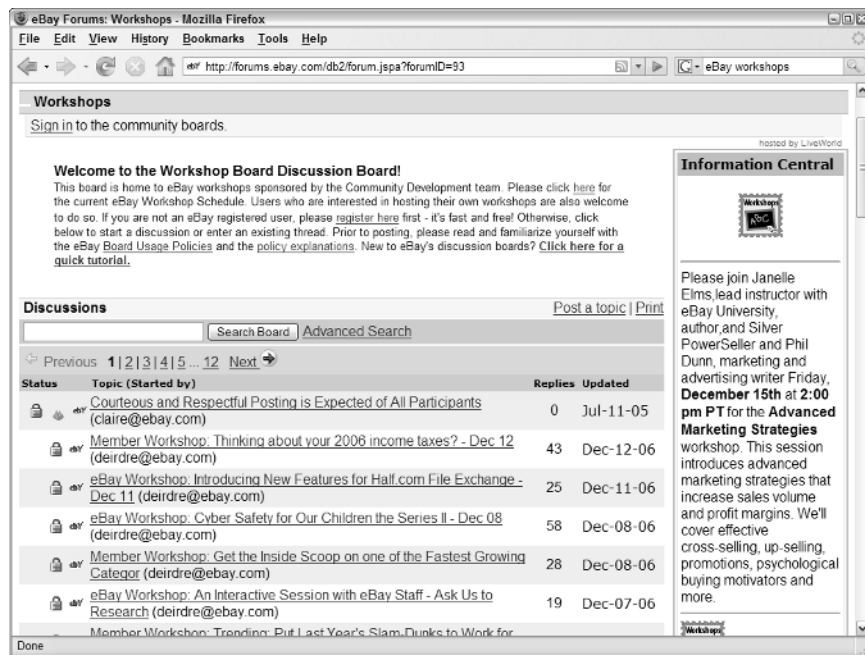 eBay Forums: Workshops - Mozilla Firefox
File Edit View History Bookmarks Tools Help
http://forums.ebay.com/db2/forum.jspa?forumID=93
eBay workshops
Workshops
Sign in to the community boards.
hosted by LiveWorld
Welcome to the Workshop Board Discussion Board!
This board is home to eBay workshops sponsored by the Community Development team. Please click here for
the current eBay Workshop Schedule. Users who are interested in hosting their own workshops are also welcome
to do so. If you are not an eBay registered user, please register here first - it's fast and free! Otherwise, click
below to start a discussion or enter an existing thread. Prior to posting, please read and familiarize yourself with
the eBay Board Usage Policies and the policy explanations. New to eBay's discussion boards? Click here for a
quick tutorial.
Discussions Post a topic | Print
Search Board Advanced Search
Previous 1 | 2 | 3 | 4 | 5 ... 12 Next
Status Topic (Started by) Replies Updated
Courteous and Respectful Posting is Expected of All Participants
(claire@ebay.com) 0 Jul-11-05
Member Workshop: Thinking about your 2006 income taxes? - Dec 12
(deirdre@ebay.com) 43 Dec-12-06
eBay Workshop: Introducing New Features for Half.com File Exchange -
Dec 11 (deirdre@ebay.com) 25 Dec-11-06
eBay Workshop: Cyber Safety for Our Children the Series II - Dec 08
(deirdre@ebay.com) 58 Dec-08-06
Member Workshop: Get the Inside Scoop on one of the Fastest Growing
Categor (deirdre@ebay.com) 28 Dec-08-06
eBay Workshop: An Interactive Session with eBay Staff - Ask Us to
Research (deirdre@ebay.com) 19 Dec-07-06
Member Workshop: Trending: Put Last Year's Slam-Dunks to Work for
Information Central
Workshops
ABC
Please join Janelle
Elms,lead instructor with
eBay University,
author,and Silver
PowerSeller and Phil
Dunn, marketing and
advertising writer Friday,
December 15th at 2:00
pm PT for the Advanced
Marketing Strategies
workshop. This session
introduces advanced
marketing strategies that
increase sales volume
and profit margins. We'll
cover effective
cross-selling, up-selling,
promotions, psychological
buying motivators and
more.
Workshops
Done